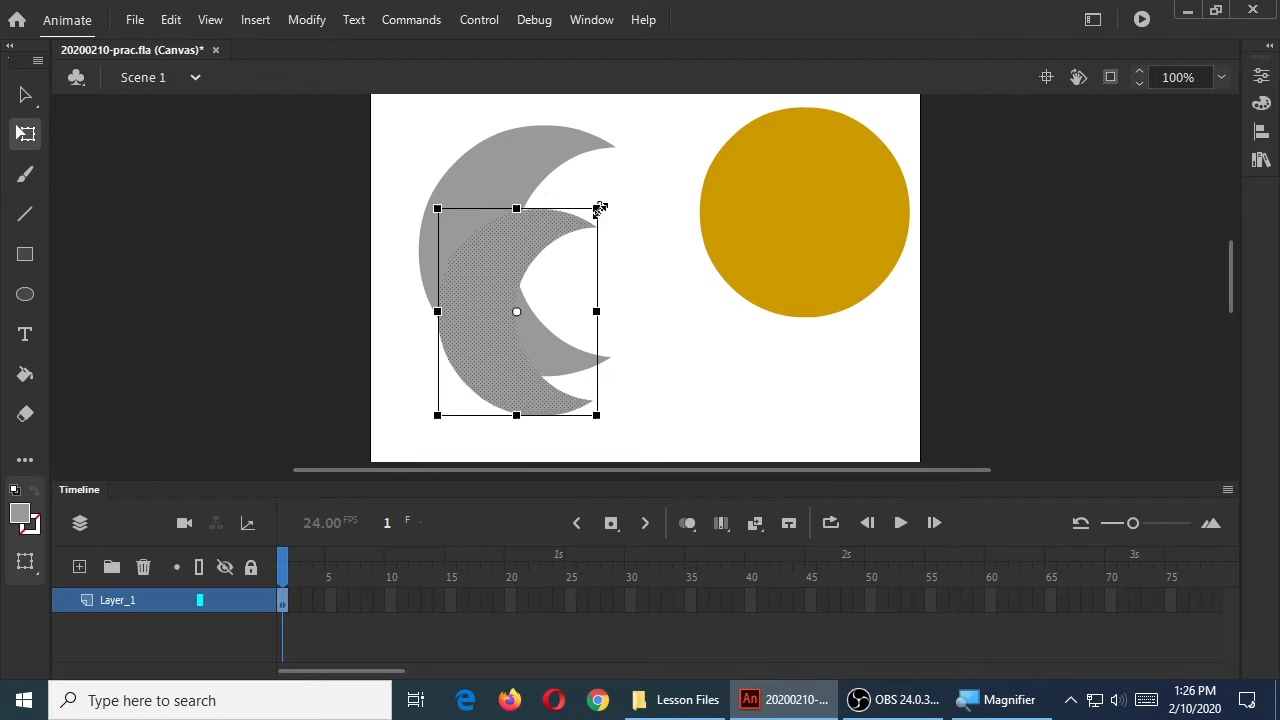 Animate File Edit View Insert Modify Text Commands Control Debug Window Help
20200210-prac.fla (Canvas)*
Scene 1
100%
Timeline
24.00 FPS 1 F
1s 2s 3s
5 10 15 20 25 30 35 40 45 50 55 60 65 70 75
Layer_1
Type here to search
Lesson Files
An 20200210-...
OBS 24.0.3...
Magnifier
1:26 PM
2/10/2020